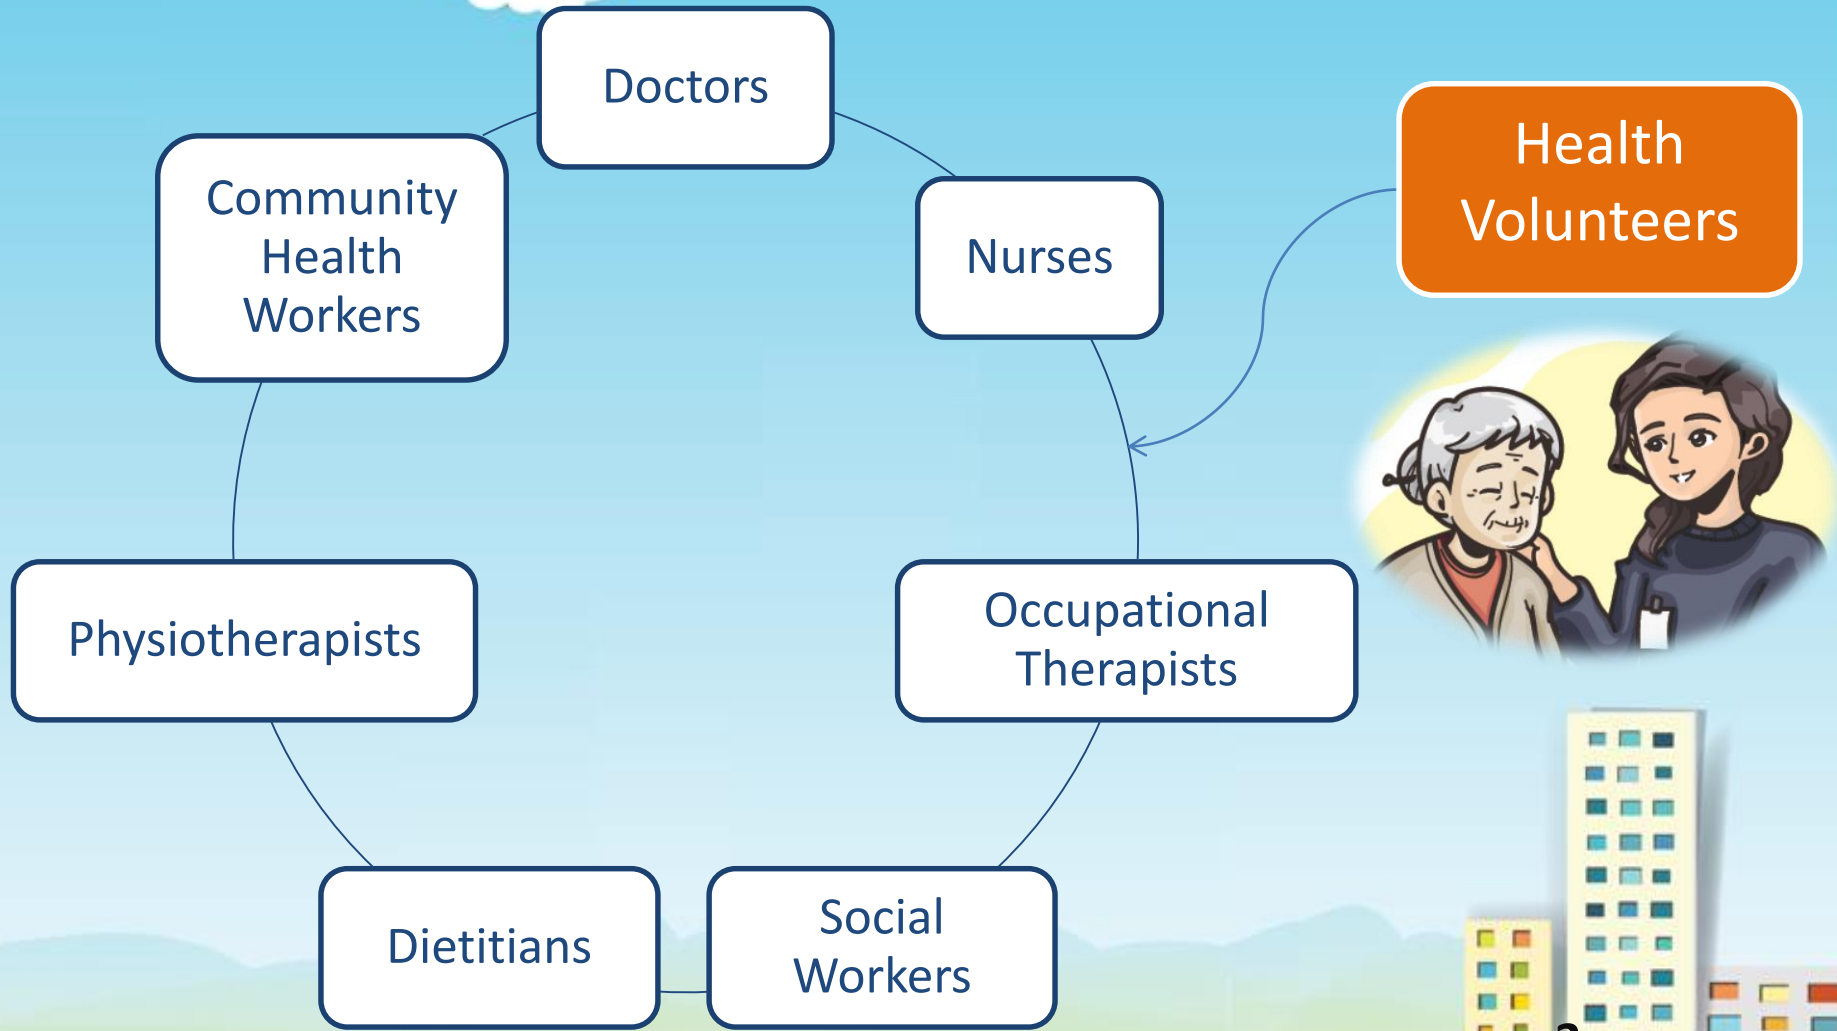 Doctors
Health
Volunteers
Community
Health
Workers
Nurses
Physiotherapists
Occupational
Therapists
Dietitians
Social
Workers